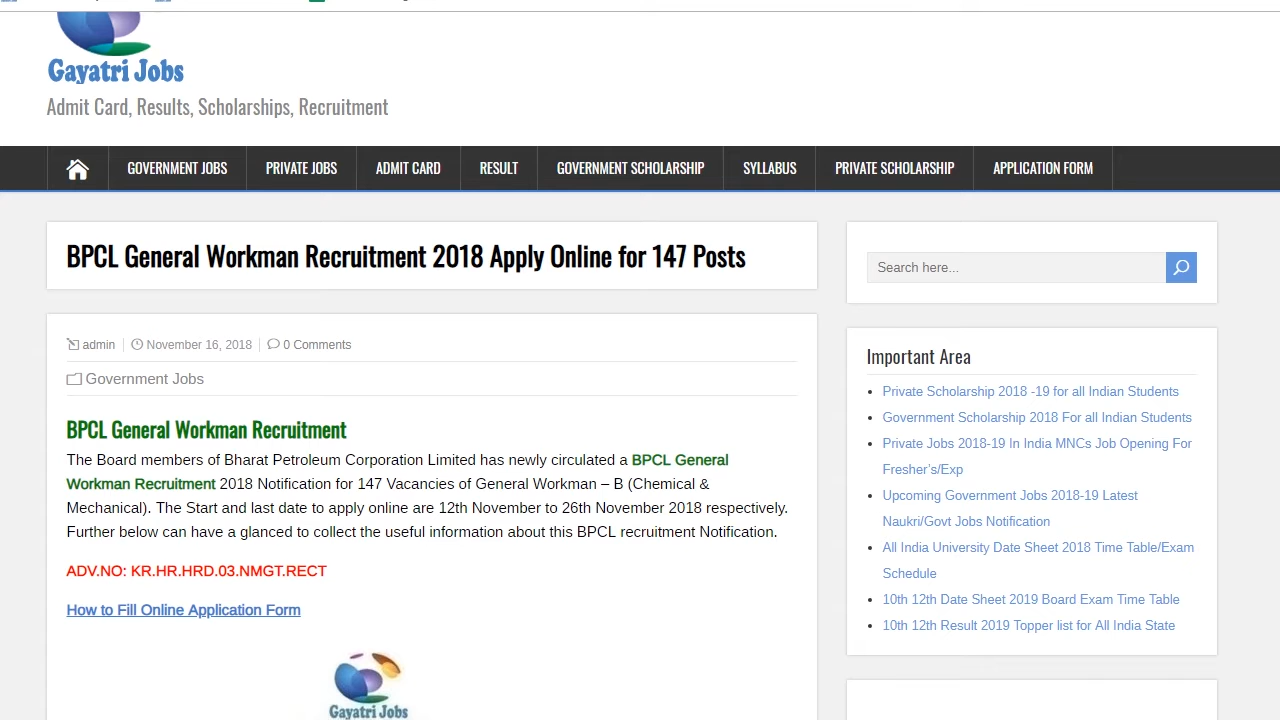 Gayatri Jobs
Admit Card, Results, Scholarships, Recruitment
GOVERNMENT JOBS PRIVATE JOBS ADMIT CARD RESULT GOVERNMENT SCHOLARSHIP SYLLABUS PRIVATE SCHOLARSHIP APPLICATION FORM
BPCL General Workman Recruitment 2018 Apply Online for 147 Posts
admin November 16, 2018 0 Comments
Government Jobs
BPCL General Workman Recruitment
The Board members of Bharat Petroleum Corporation Limited has newly circulated a BPCL General
Workman Recruitment 2018 Notification for 147 Vacancies of General Workman – B (Chemical &
Mechanical). The Start and last date to apply online are 12th November to 26th November 2018 respectively.
Further below can have a glanced to collect the useful information about this BPCL recruitment Notification.
ADV.NO: KR.HR.HRD.03.NMGT.RECT
How to Fill Online Application Form
Gayatri Jobs
Search here...
Important Area
Private Scholarship 2018 -19 for all Indian Students
Government Scholarship 2018 For all Indian Students
Private Jobs 2018-19 In India MNCs Job Opening For
Fresher’s/Exp
Upcoming Government Jobs 2018-19 Latest
Naukri/Govt Jobs Notification
All India University Date Sheet 2018 Time Table/Exam
Schedule
10th 12th Date Sheet 2019 Board Exam Time Table
10th 12th Result 2019 Topper list for All India State